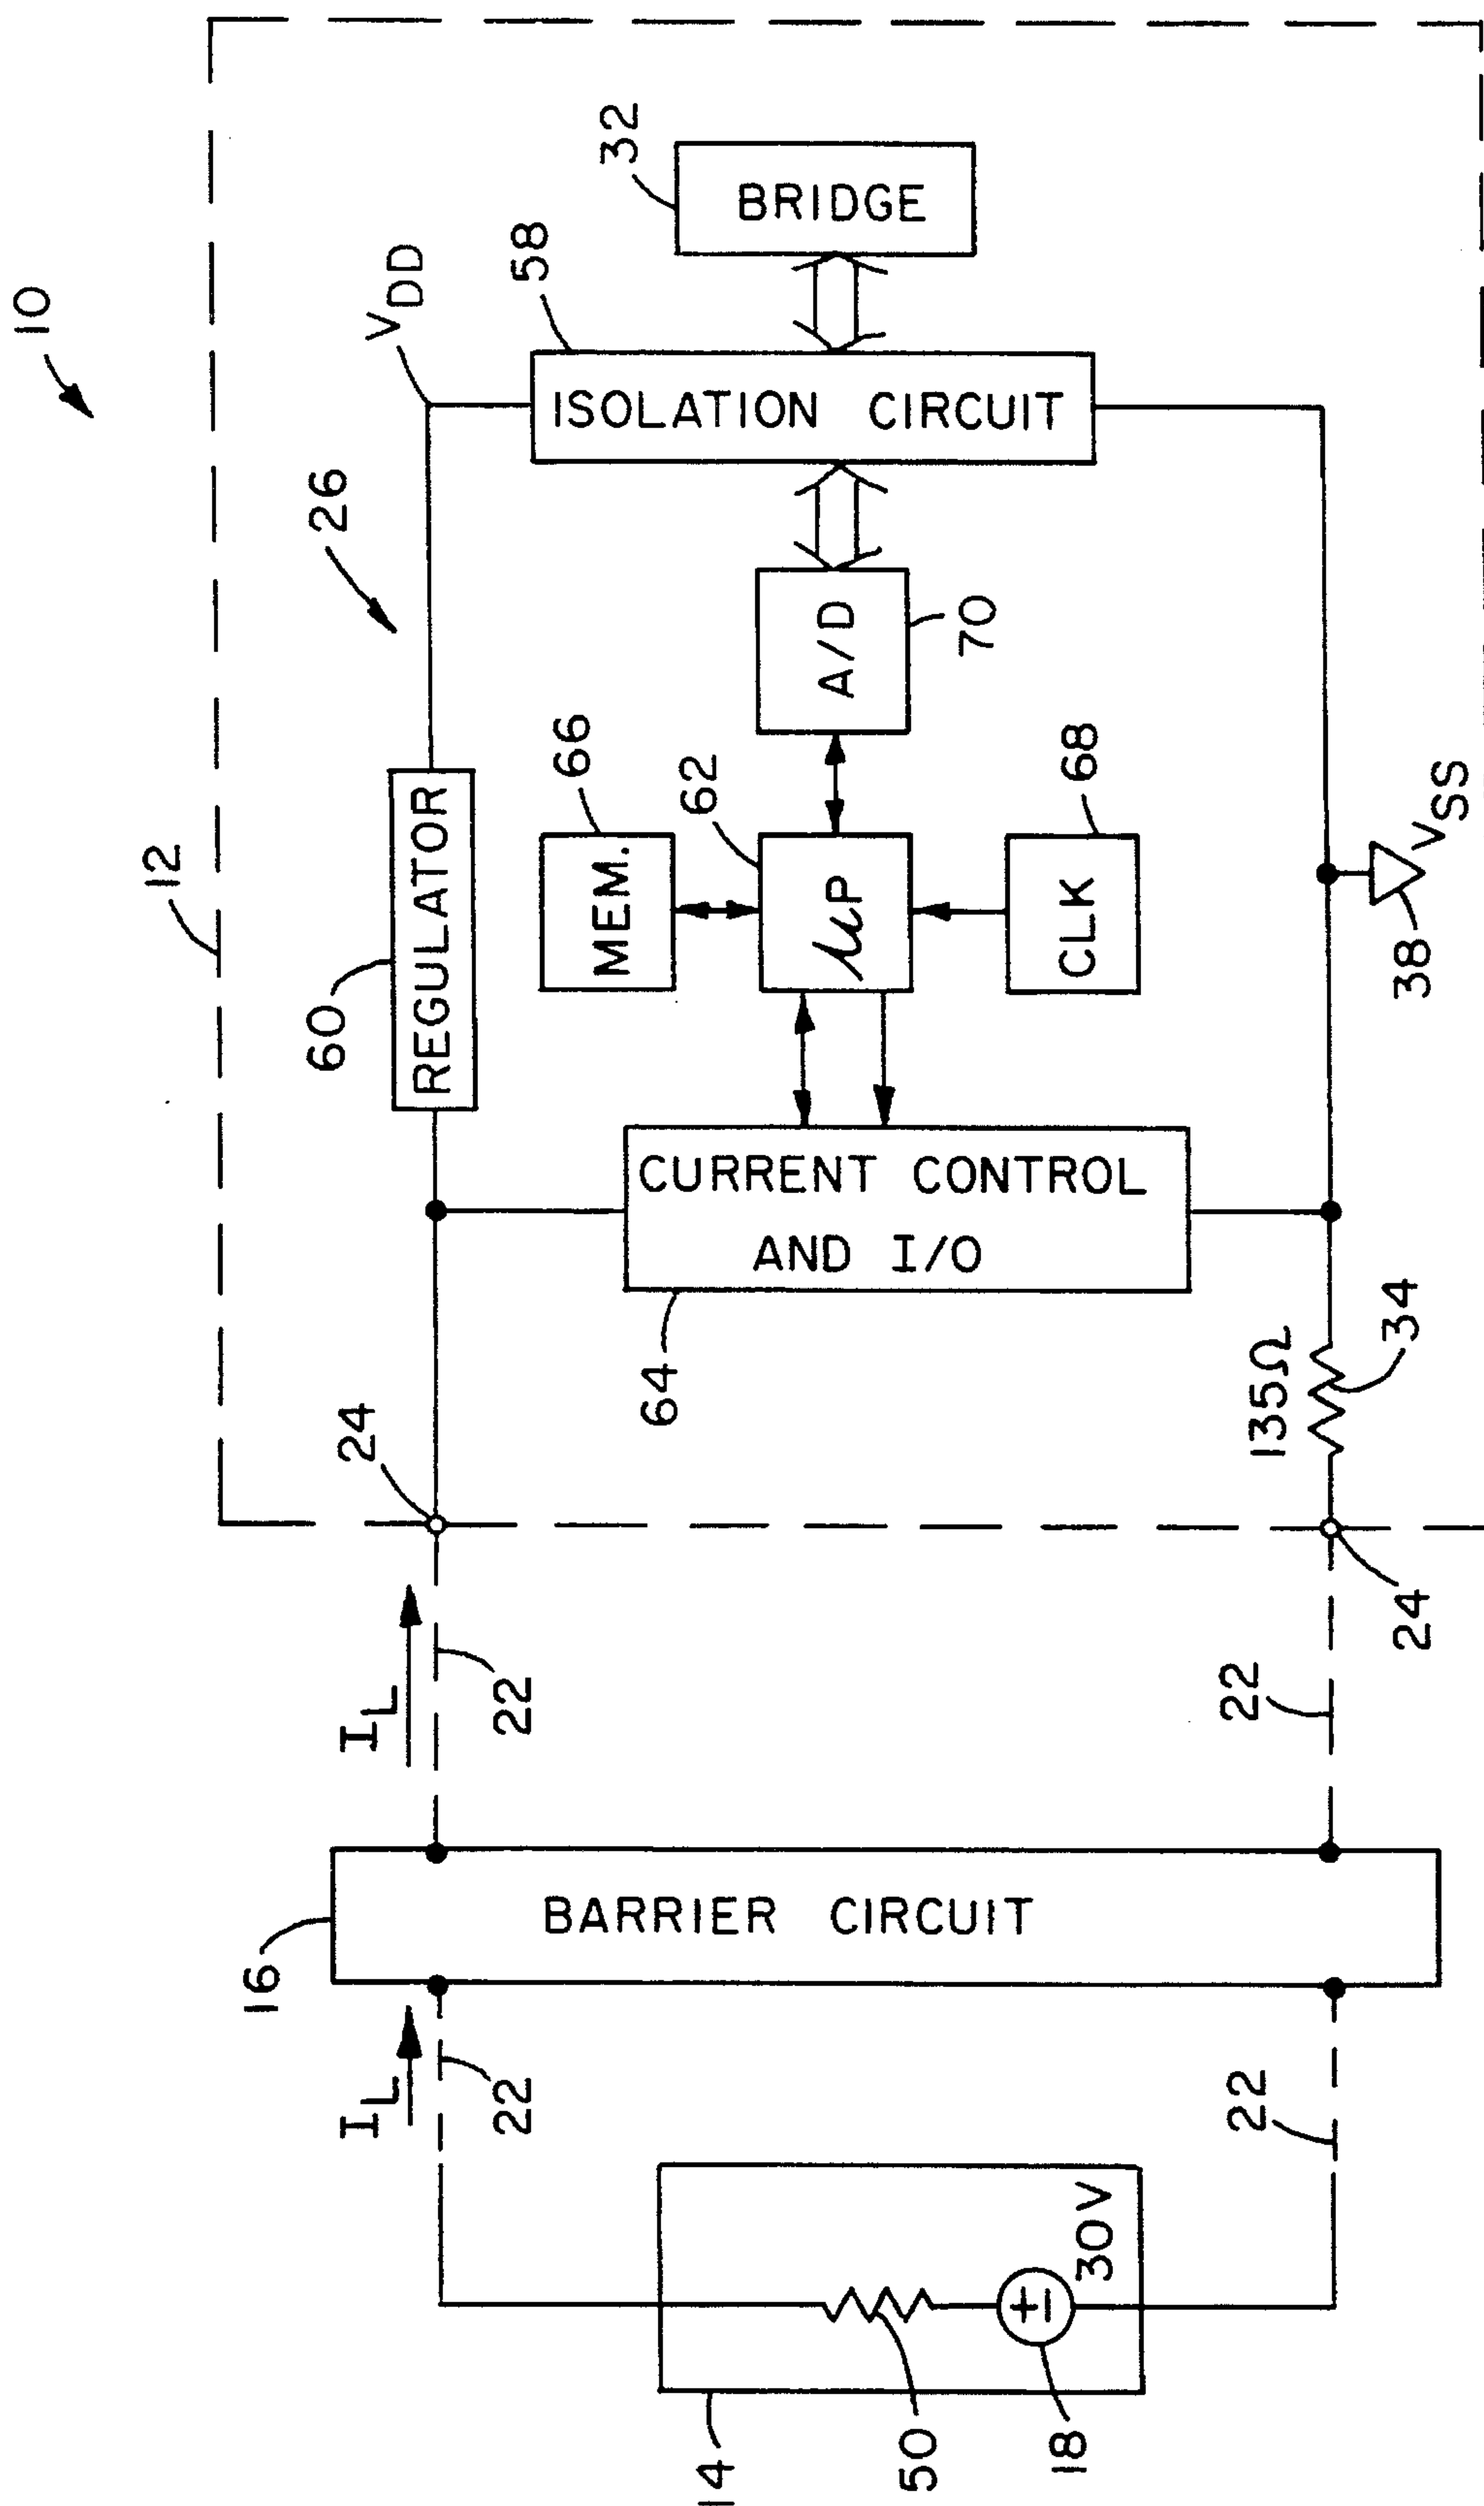 10
12
26
VDD
60
REGULATOR
58
ISOLATION CIRCUIT
32
BRIDGE
66
MEM.
62
µP
A/D
70
68
CLK
24
64
CURRENT CONTROL
AND I/O
135Ω
34
38
VSS
24
IL
22
22
16
BARRIER CIRCUIT
IL
22
22
14
50
18
30V